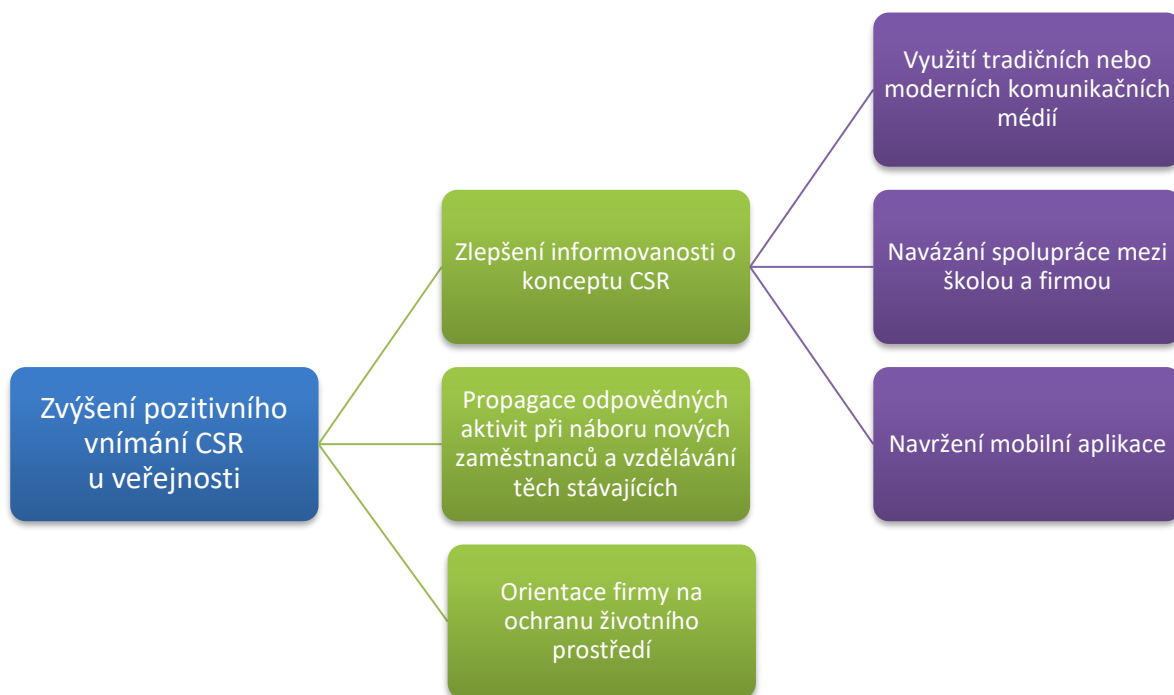 Zvýšení pozitivního
vnímání CSR
u veřejnosti
Zlepšení informovanosti o
konceptu CSR
Propagace odpovědných
aktivit při náboru nových
zaměstnanců a vzdělávání
těch stávajících
Orientace firmy na
ochranu životního
prostředí
Využití tradičních nebo
moderních komunikačních
médií
Navázání spolupráce mezi
školou a firmou
Navržení mobilní aplikace